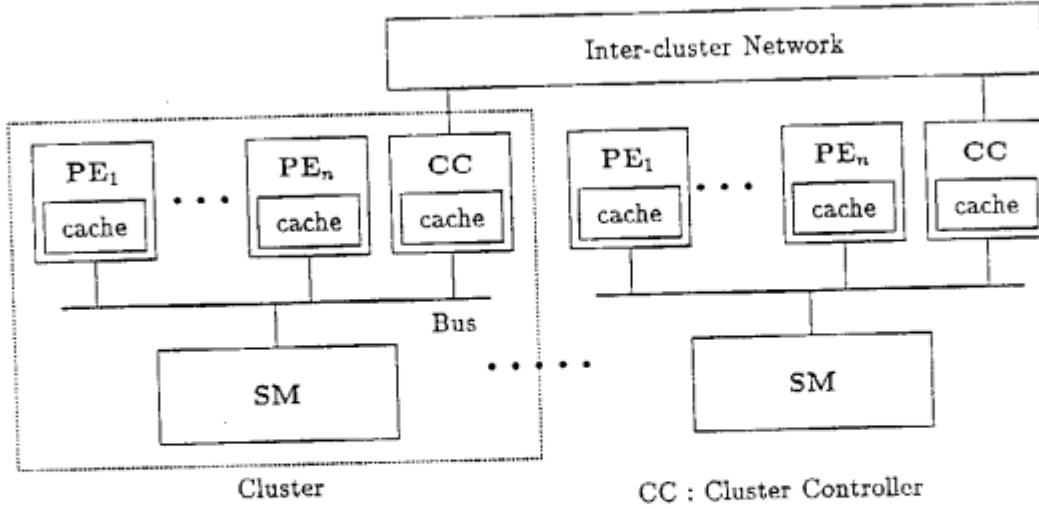 Inter-cluster Network
PE₁ • • • PEₙ CC PE₁ • • • PEₙ CC
cache cache cache cache cache cache
Bus
SM • • • • • SM
Cluster CC : Cluster Controller